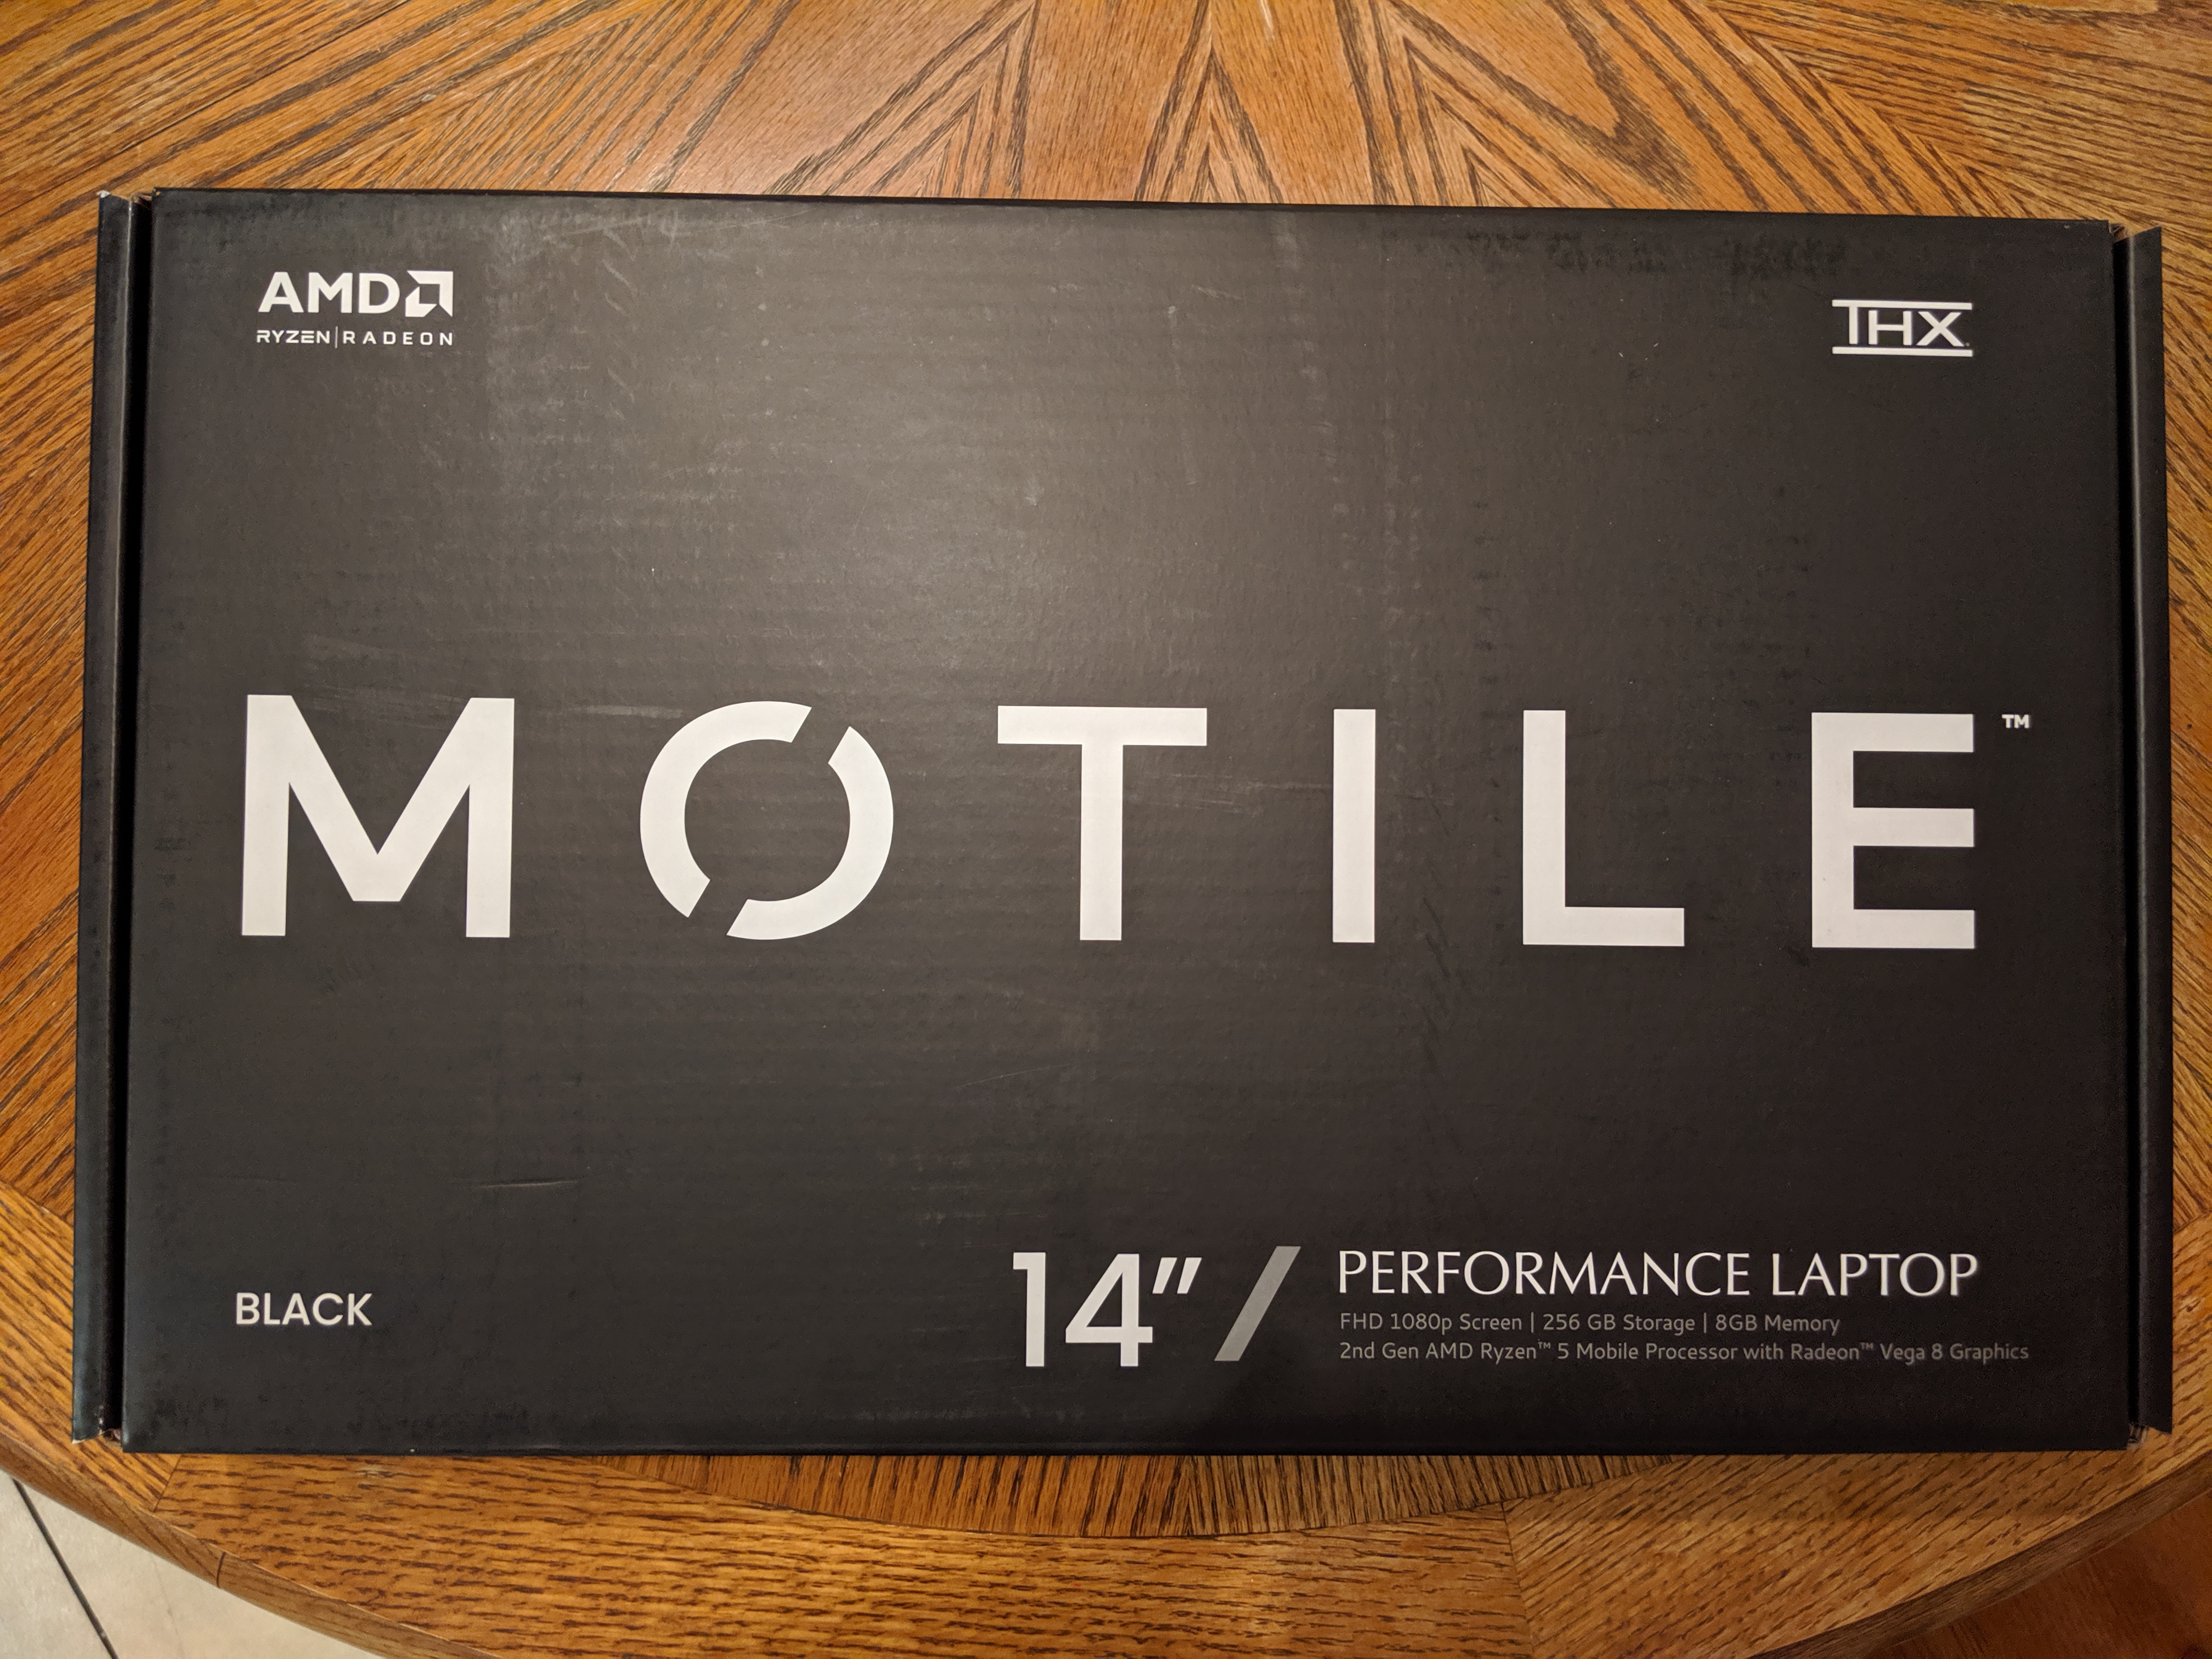 AMD
RYZEN|RADEON
THX
MOTILE™
BLACK
14"/
PERFORMANCE LAPTOP
FHD 1080p Screen | 256 GB Storage | 8GB Memory
2nd Gen AMD Ryzen™ 5 Mobile Processor with Radeon™ Vega 8 Graphics